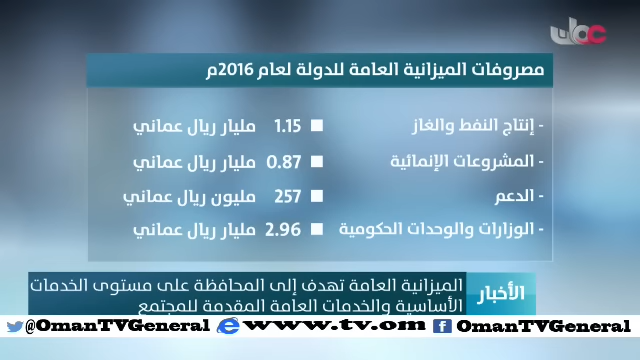 عمان
مصروفات الميزانية العامة للدولة لعام 2016م
- إنتاج النفط والغاز ■ 1.15 مليار ريال عماني
- المشروعات الإنمائية ■ 0.87 مليار ريال عماني
- الدعم ■ 257 مليون ريال عماني
- الوزارات والوحدات الحكومية ■ 2.96 مليار ريال عماني
الأخبار
الميزانية العامة تهدف إلى المحافظة على مستوى الخدمات
الأساسية والخدمات العامة المقدمة للمجتمع
@OmanTVGeneral www.tv.om OmanTVGeneral